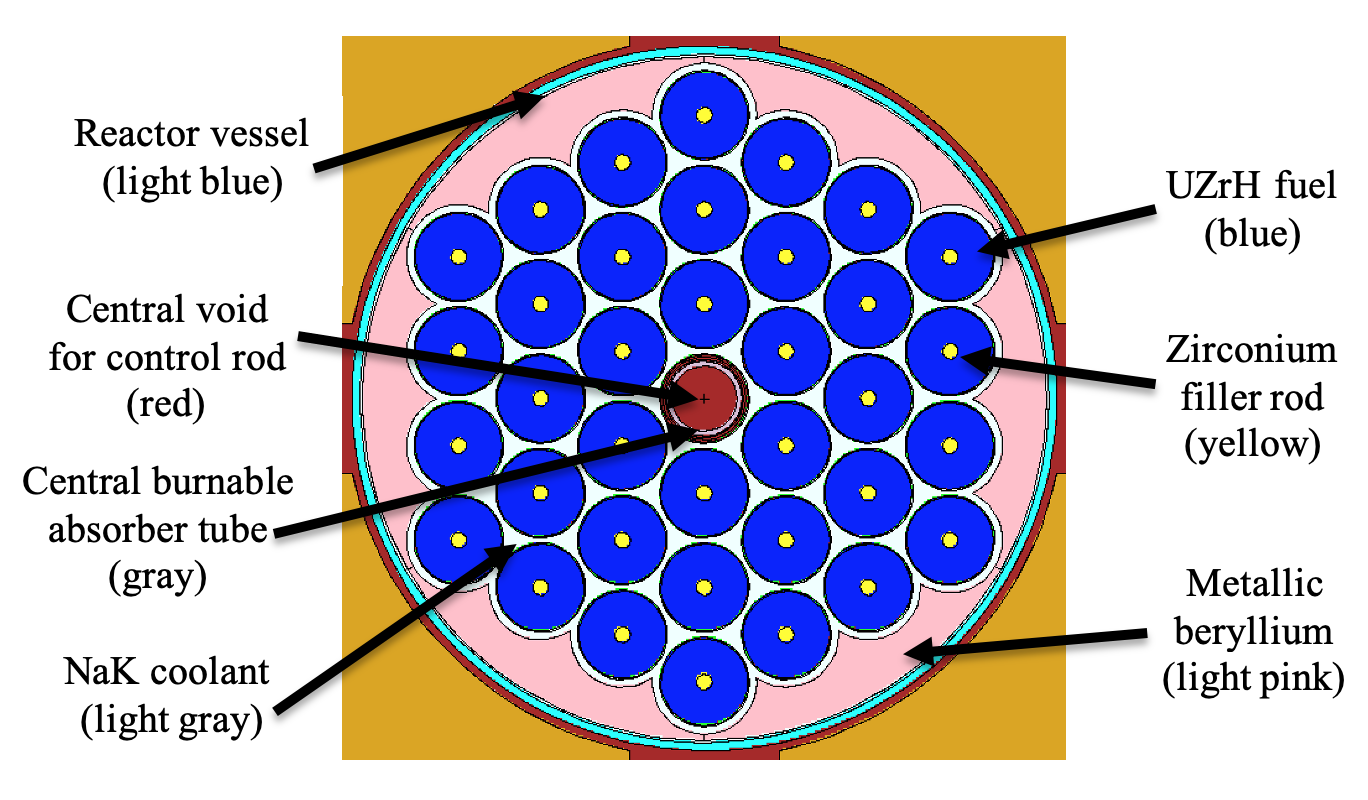 Reactor vessel
(light blue)
Central void
for control rod
(red)
Central burnable
absorber tube
(gray)
NaK coolant
(light gray)
UZrH fuel
(blue)
Zirconium
filler rod
(yellow)
Metallic
beryllium
(light pink)